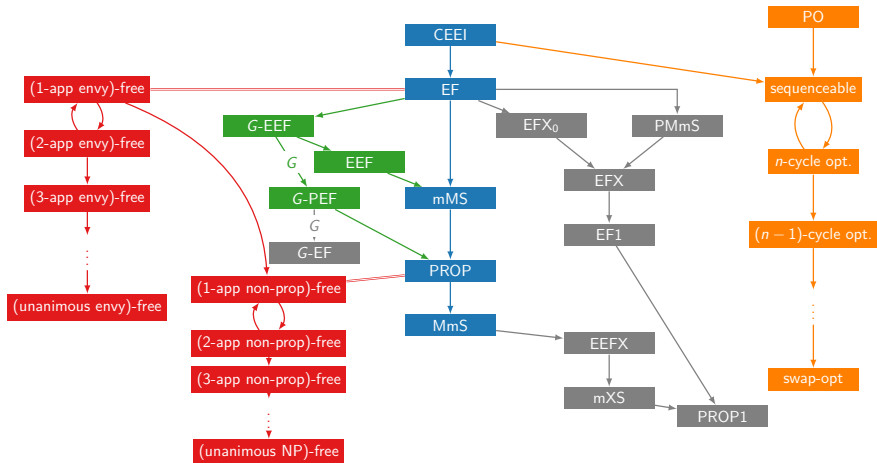 PO
CEEI
(1-app envy)-free
EF
sequenceable
G-EEF
EFX₀
PMmS
(2-app envy)-free
EEF
n-cycle opt.
G
EFX
(3-app envy)-free
G-PEF
mMS
G
EF1
(n − 1)-cycle opt.
⋮
G-EF
PROP
(1-app non-prop)-free
(unanimous envy)-free
⋮
MmS
(2-app non-prop)-free
EEFX
(3-app non-prop)-free
swap-opt
mXS
⋮
PROP1
(unanimous NP)-free